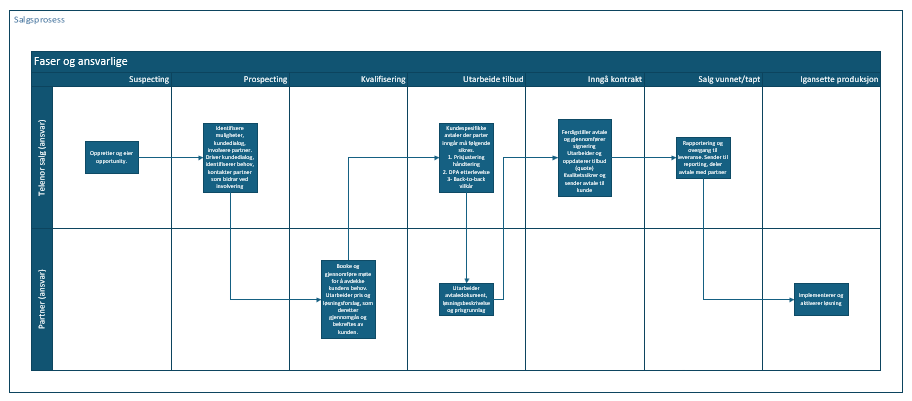 Salgsprosess
Faser og ansvarlige
Suspecting
Prospecting
Kvalifisering
Utarbeide tilbud
Inngå kontrakt
Salg vunnet/tapt
Igansette produksjon
Telenor salg (ansvar)
Oppretter og eier
opportunity.
Identifisere
muligheter,
kundedialog,
involvere partner.
Driver kundedialog,
identifiserer behov,
kontakter partner
som bidrar ved
involvering
Kundespesifikke
avtaler der parter
inngår må følgende
sikres.
1. Prisjustering
håndtering
2. DPA etterlevelse
3- Back-to-back
vilkår
Ferdigstiller avtale
og gjennomfører
signering
Utarbeider og
oppdaterer tilbud
(quote)
Kvalitetssikrer og
sender avtale til
kunde
Rapportering og
overgang til
leveranse. Sender til
reporting, deler
avtale med partner
Partner (ansvar)
Booke og
gjennomføre møte
for å avdekke
kundens behov.
Utarbeider pris og
løsningsforslag, som
deretter
gjennomgås og
bekreftes av
kunden.
Utarbeider
avtaledokument,
løsningsbeskrivelse
og prisgrunnlag
Implementerer og
aktiverer løsning